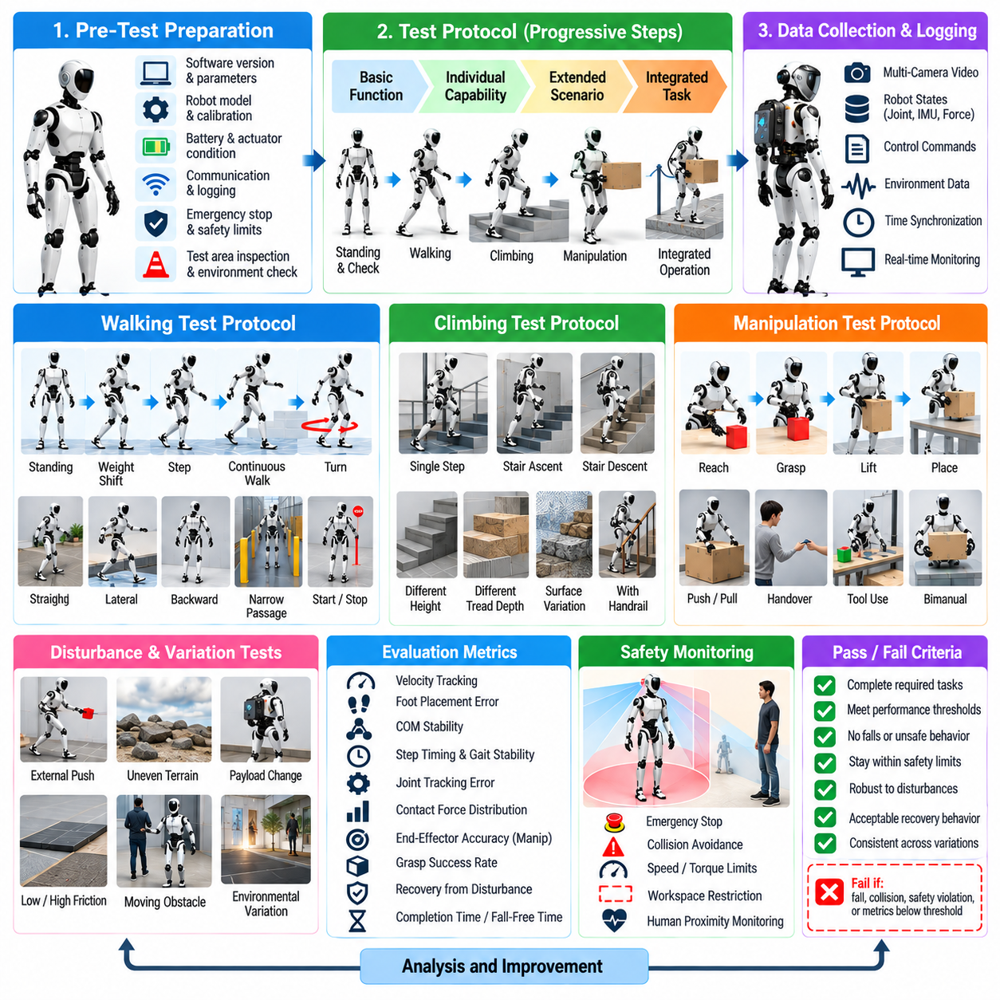 1. Pre-Test Preparation
Software version
& parameters
Robot model
& calibration
Battery & actuator
condition
Communication
& logging
Emergency stop
& safety limits
Test area inspection
& environment check
2. Test Protocol (Progressive Steps)
Basic
Function
Individual
Capability
Extended
Scenario
Integrated
Task
Standing
& Check
Walking
Climbing
Manipulation
Integrated
Operation
3. Data Collection & Logging
Multi-Camera Video
Robot States
(Joint, IMU, Force)
Control Commands
Environment Data
Time Synchronization
Real-time Monitoring
Walking Test Protocol
Standing
Weight
Shift
Step
Continuous
Walk
Turn
Straighd
Lateral
Backward
Narrow
Passage
Start / Stop
Climbing Test Protocol
Single Step
Stair Ascent
Stair Descent
Different
Height
Different
Tread Depth
Surface
Variation
With
Handrail
Manipulation Test Protocol
Reach
Grasp
Lift
Place
Push / Pull
Handover
Tool Use
Bimanual
Disturbance & Variation Tests
External Push
Uneven Terrain
Payload Change
Low / High Friction
Moving Obstacle
Environmental
Variation
Evaluation Metrics
Velocity Tracking
Foot Placement Error
COM Stability
Step Timing & Gait Stability
Joint Tracking Error
Contact Force Distribution
End-Effector Accuracy (Manip)
Grasp Success Rate
Recovery from Disturbance
Completion Time / Fall-Free Time
Safety Monitoring
Emergency Stop
Collision Avoidance
Speed / Torque Limits
Workspace Restriction
Human Proximity Monitoring
Pass / Fail Criteria
Complete required tasks
Meet performance thresholds
No falls or unsafe behavior
Stay within safety limits
Robust to disturbances
Acceptable recovery behavior
Consistent across variations
Fail if:
fall, collision, safety violation,
or metrics below threshold
Analysis and Improvement